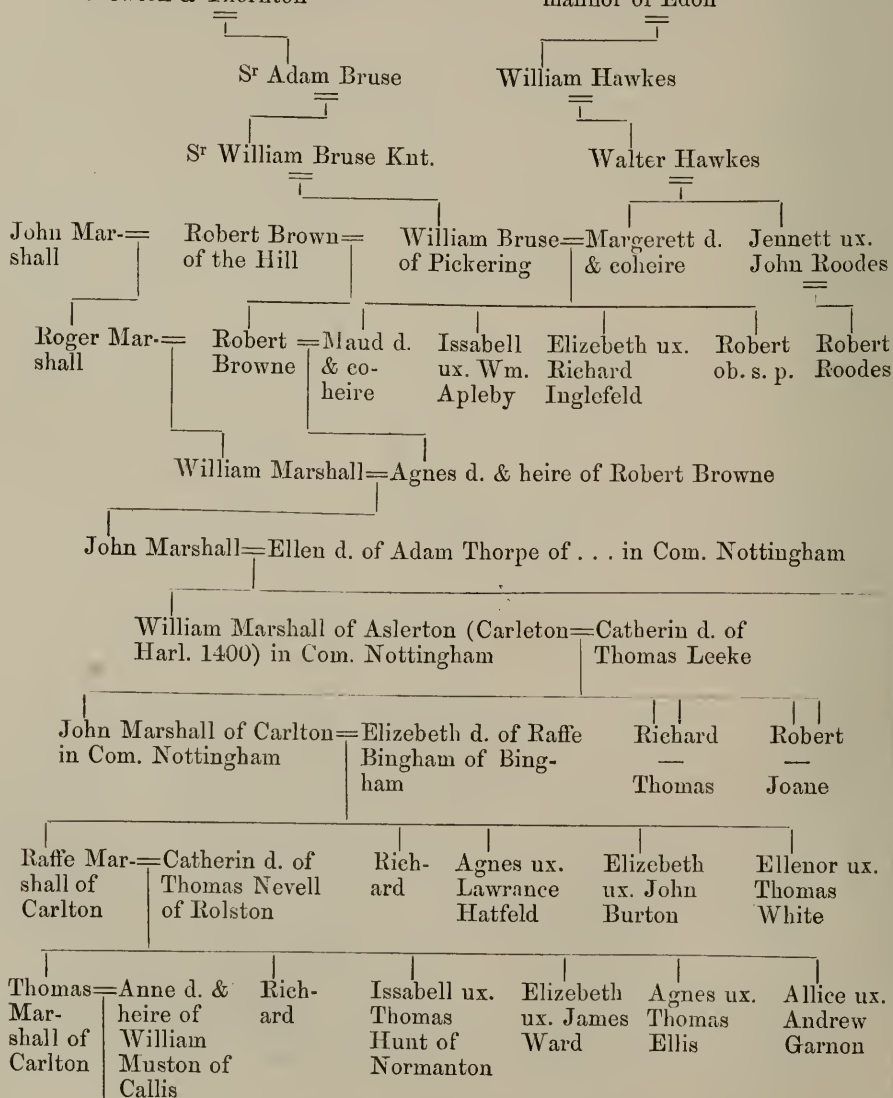 & Thornton
mannor of Edon
Sr Adam Bruse
William Hawkes
Sr William Bruse Knt.
Walter Hawkes
John Mar-
shall
Robert Brown
of the Hill
William Bruse
of Pickering
Margerett d.
& coheire
Jennett ux.
John Roodes
Roger Mar-
shall
Robert
Browne
Maud d.
& co-
heire
Issabell
ux. Wm.
Apleby
Elizebeth ux.
Richard
Inglefeld
Robert
ob. s. p.
Robert
Roodes
William Marshall=Agnes d. & heire of Robert Browne
John Marshall=Ellen d. of Adam Thorpe of . . . in Com. Nottingham
William Marshall of Aslerton (Carleton=
Harl. 1400) in Com. Nottingham
Catherin d. of
Thomas Leeke
John Marshall of Carlton=
in Com. Nottingham
Elizebeth d. of Raffe
Bingham of Bing-
ham
Richard
—
Thomas
Robert
—
Joane
Raffe Mar-=
shall of
Carlton
Catherin d. of
Thomas Nevell
of Rolston
Rich-
ard
Agnes ux.
Lawrance
Hatfeld
Elizebeth
ux. John
Burton
Ellenor ux.
Thomas
White
Thomas=
Mar-
shall of
Carlton
Anne d. &
heire of
William
Muston of
Callis
Rich-
ard
Issabell ux.
Thomas
Hunt of
Normanton
Elizebeth
ux. James
Ward
Agnes ux.
Thomas
Ellis
Allice ux.
Andrew
Garnon